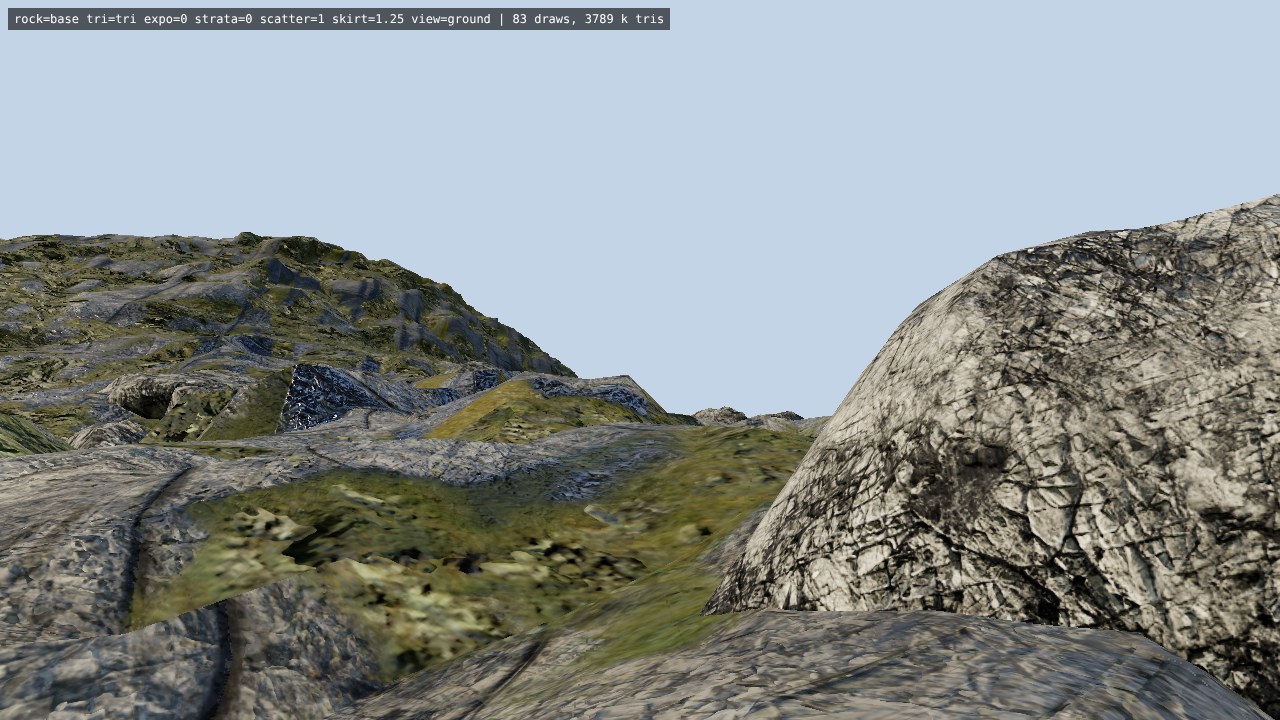 rock=base tri=tri expo=0 strata=0 scatter=1 skirt=1.25 view=ground | 83 draws, 3789 k tris